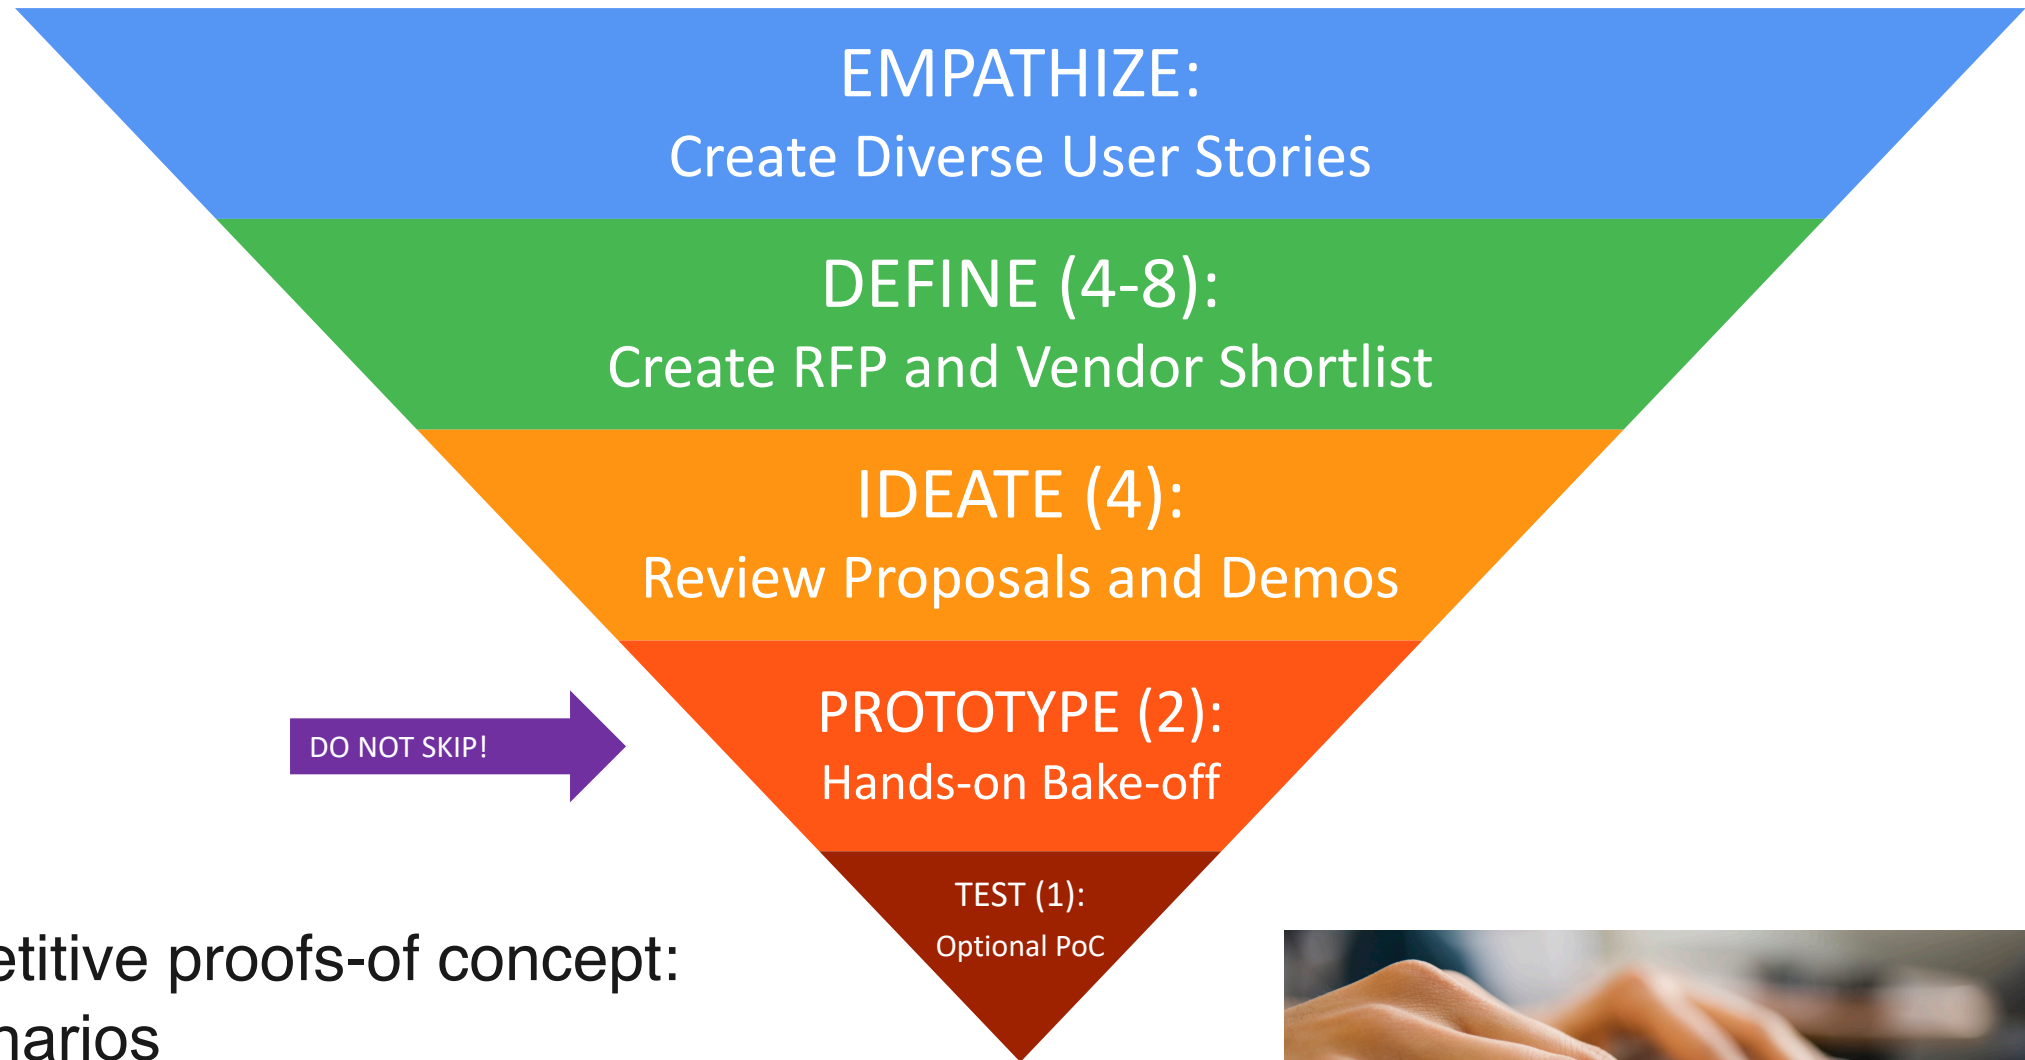 EMPATHIZE:
Create Diverse User Stories
DEFINE (4-8):
Create RFP and Vendor Shortlist
IDEATE (4):
Review Proposals and Demos
DO NOT SKIP!
PROTOTYPE (2):
Hands-on Bake-off
TEST (1):
Optional PoC
etitive proofs-of concept:
narios